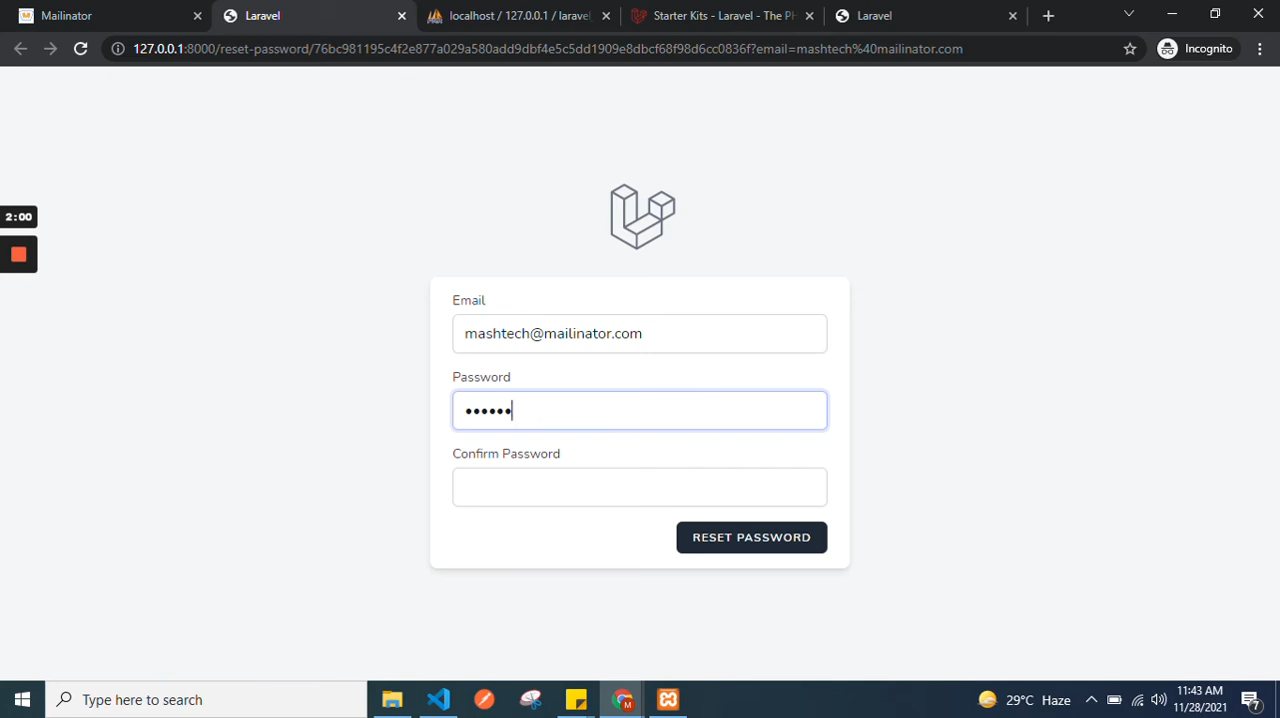 Mailinator
Laravel
localhost / 127.0.0.1 / laravel
Starter Kits - Laravel - The PH
Laravel
127.0.0.1:8000/reset-password/76bc981195c4f2e877a029a580add9dbf4e5c5dd1909e8dbcf68f98d6cc0836f?email=mashtech%40mailinator.com
Incognito
2:00
Email
mashtech@mailinator.com
Password
••••••
Confirm Password
RESET PASSWORD
Type here to search
29°C Haze
11:43 AM
11/28/2021
7